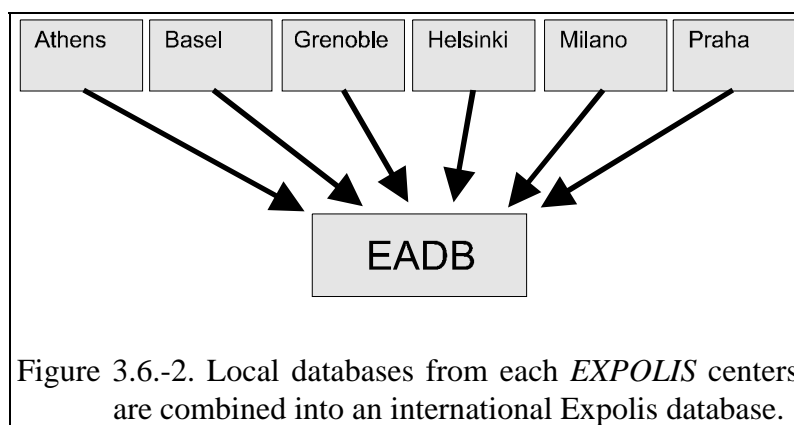 Athens Basel Grenoble Helsinki Milano Praha
EADB
Figure 3.6.-2. Local databases from each EXPOLIS centers
are combined into an international Expolis database.